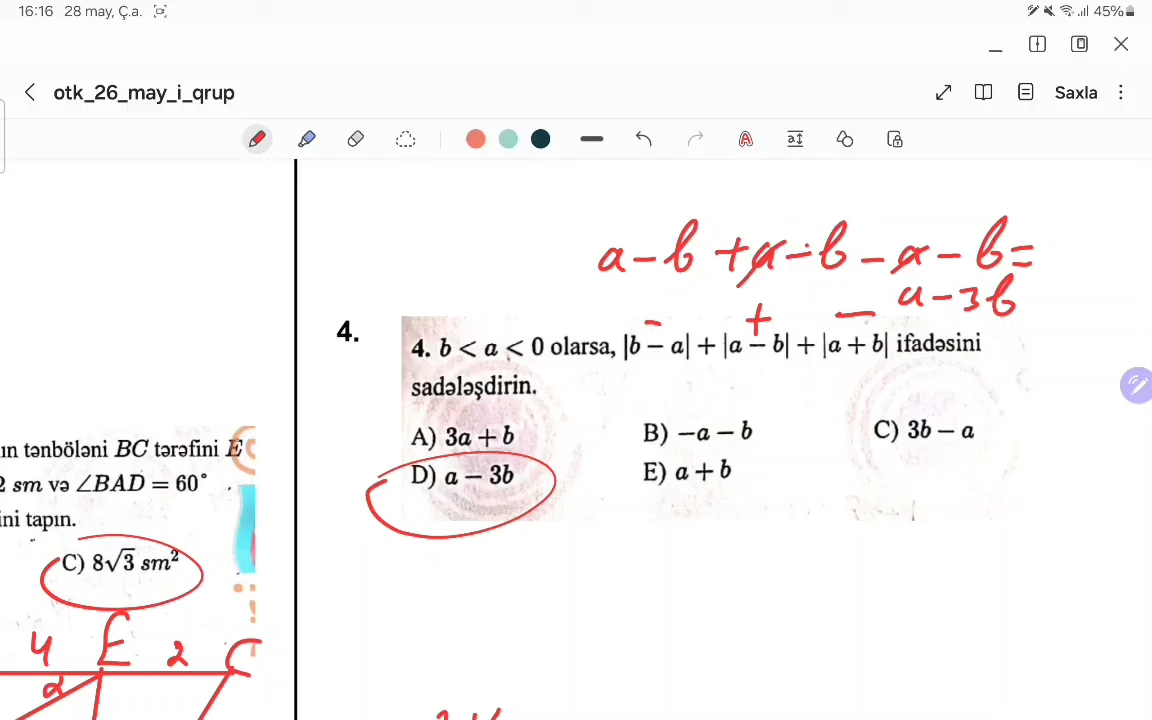 16:16 28 may, Ç.a. 45%
otk_26_may_i_qrup
Saxla
a - b + a - b - a - b =
a - 3b
- + -
4.
4. b < a < 0 olarsa, |b − a| + |a − b| + |a + b| ifadəsini
sadələşdirin.
A) 3a + b B) −a − b C) 3b − a
D) a − 3b E) a + b
ın tənböləni BC tərəfini E
2 sm və ∠BAD = 60°
ini tapın.
C) 8√3 sm²
4 E 2 C
α